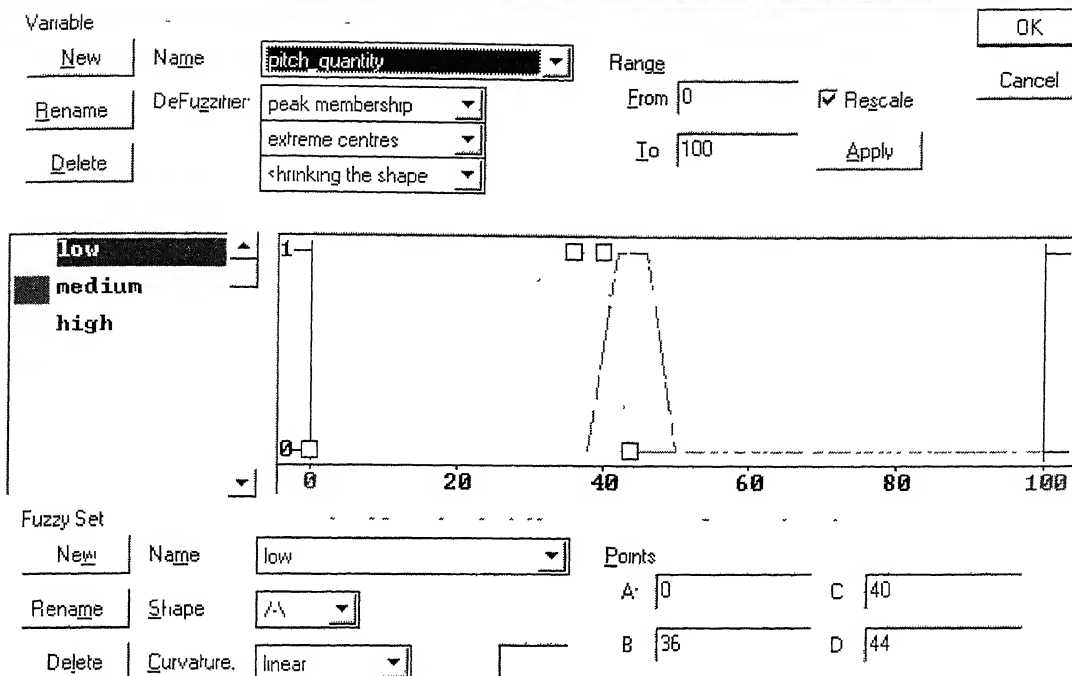 Variable
OK
New Name pitch_quantity
Range
From 0 Rescale
Cancel
Rename DeFuzzifier: peak membership
extreme centres
To 100 Apply
Delete shrinking the shape
low
medium
high
1
0
0 20 40 60 80 100
Fuzzy Set
New Name low
Points
A: 0 C 40
Rename Shape /-\
B 36 D 44
Delete Curvature. linear